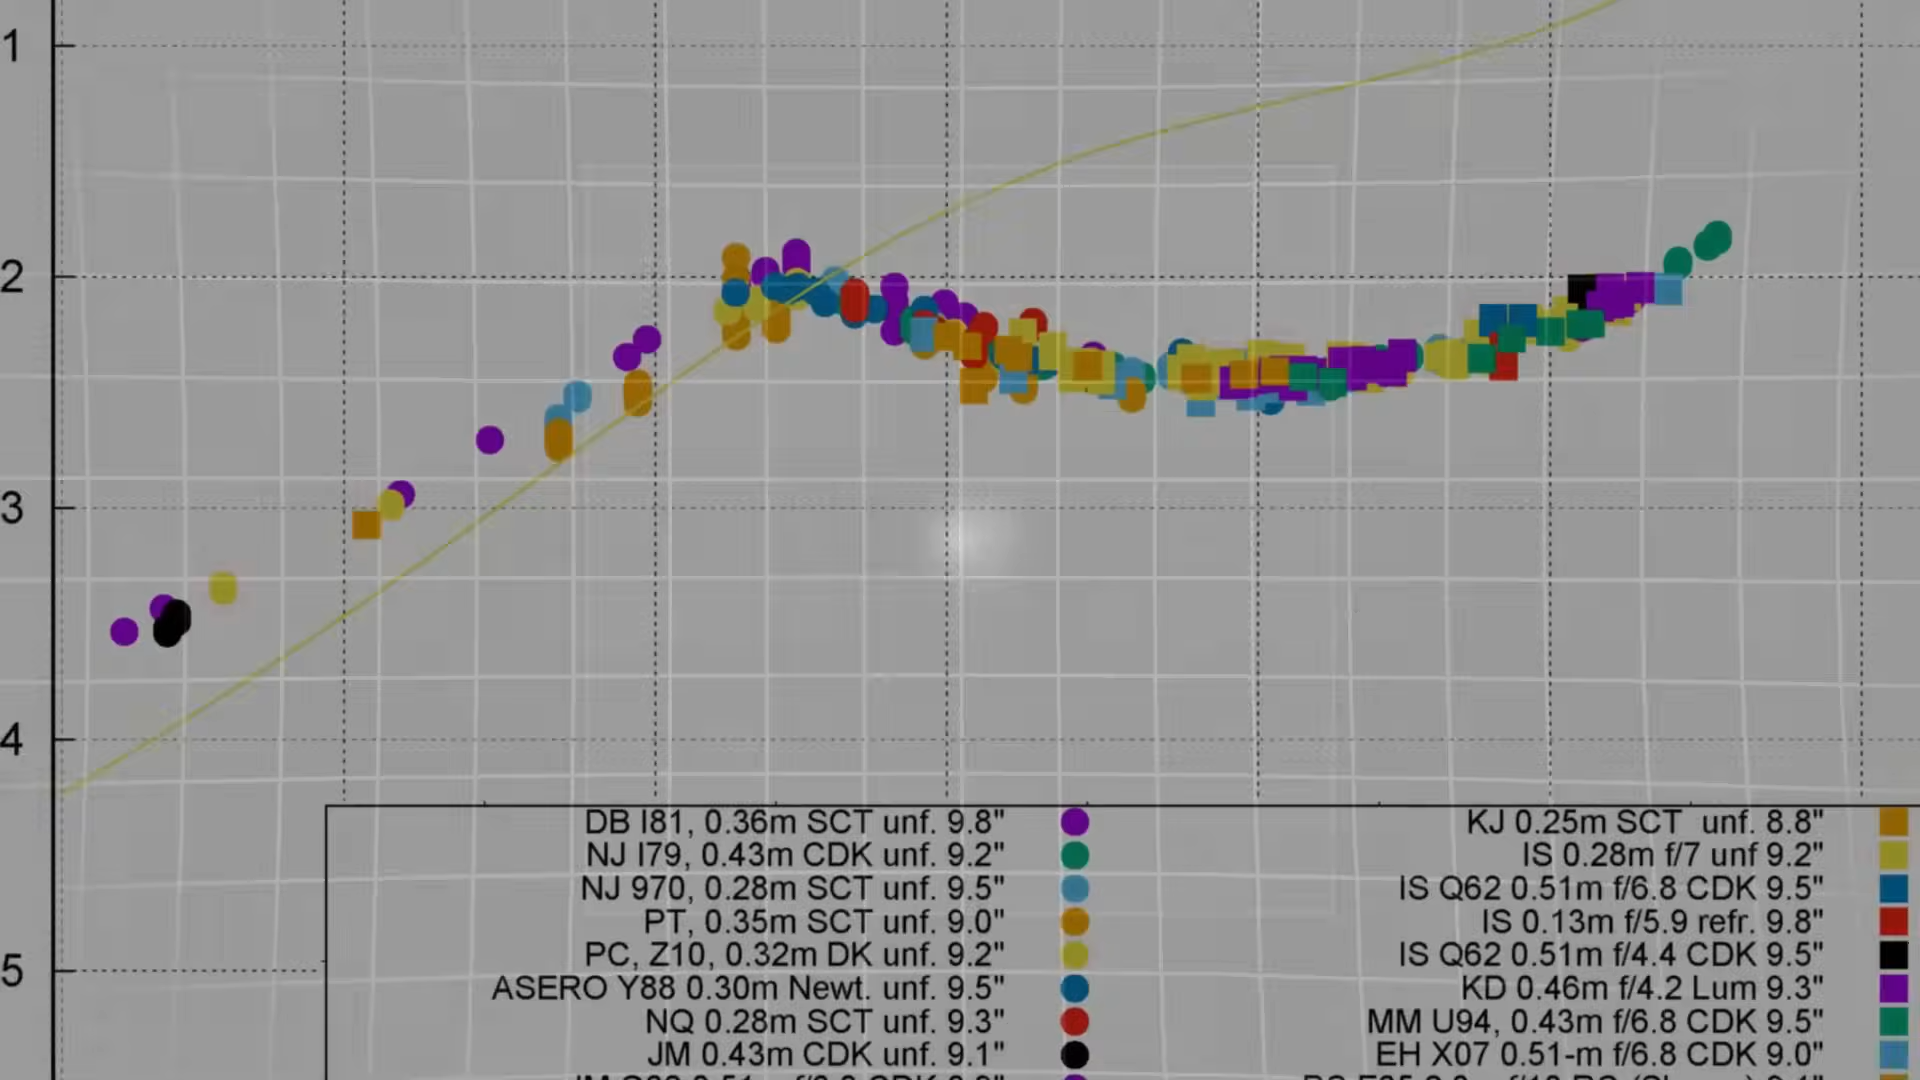 1
2
3
4
5
DB I81, 0.36m SCT unf. 9.8"
NJ I79, 0.43m CDK unf. 9.2"
NJ 970, 0.28m SCT unf. 9.5"
PT, 0.35m SCT unf. 9.0"
PC, Z10, 0.32m DK unf. 9.2"
ASERO Y88 0.30m Newt. unf. 9.5"
NQ 0.28m SCT unf. 9.3"
JM 0.43m CDK unf. 9.1"
KJ 0.25m SCT unf. 8.8"
IS 0.28m f/7 unf 9.2"
IS Q62 0.51m f/6.8 CDK 9.5"
IS 0.13m f/5.9 refr. 9.8"
IS Q62 0.51m f/4.4 CDK 9.5"
KD 0.46m f/4.2 Lum 9.3"
MM U94, 0.43m f/6.8 CDK 9.5"
EH X07 0.51-m f/6.8 CDK 9.0"